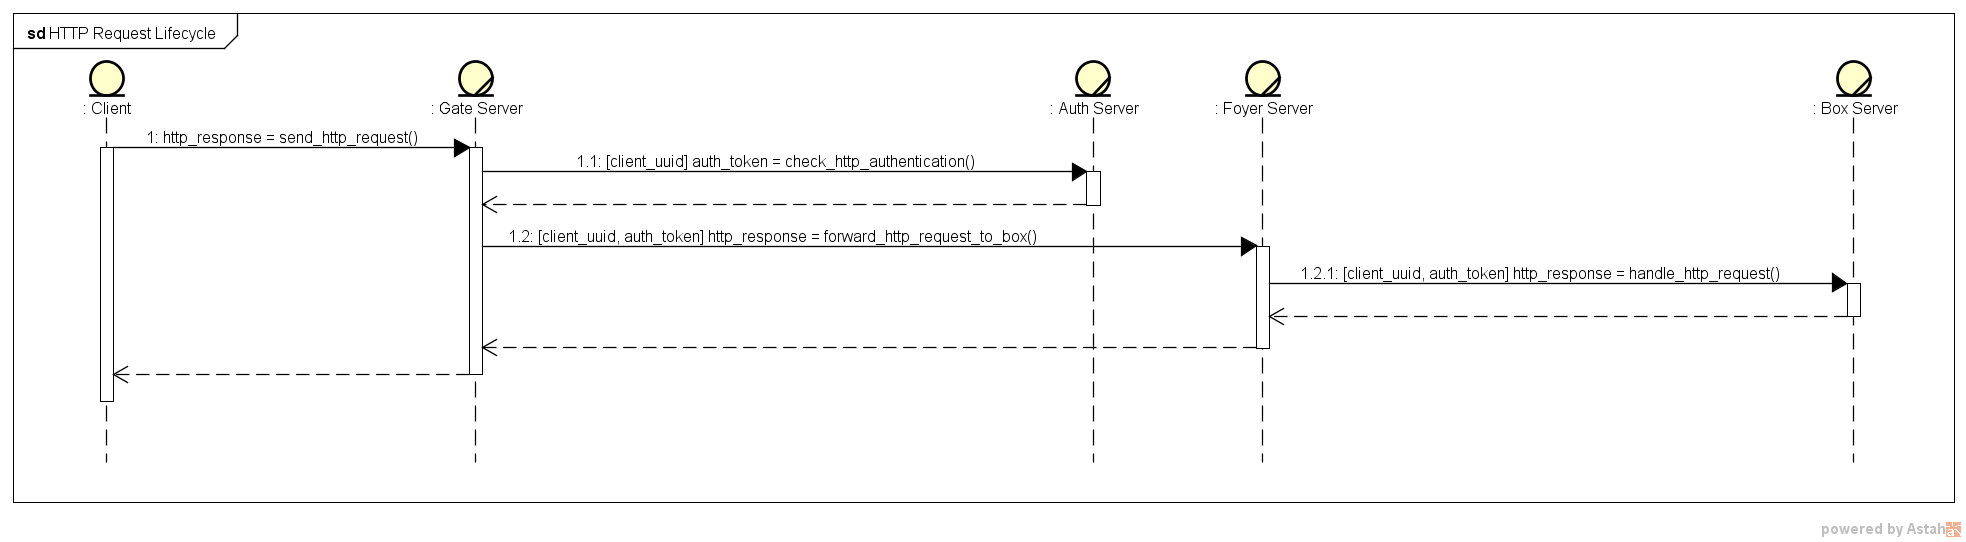 sd HTTP Request Lifecycle
: Client
: Gate Server
: Auth Server
: Foyer Server
: Box Server
1: http_response = send_http_request()
1.1: [client_uuid] auth_token = check_http_authentication()
1.2: [client_uuid, auth_token] http_response = forward_http_request_to_box()
1.2.1: [client_uuid, auth_token] http_response = handle_http_request()
powered by Astah